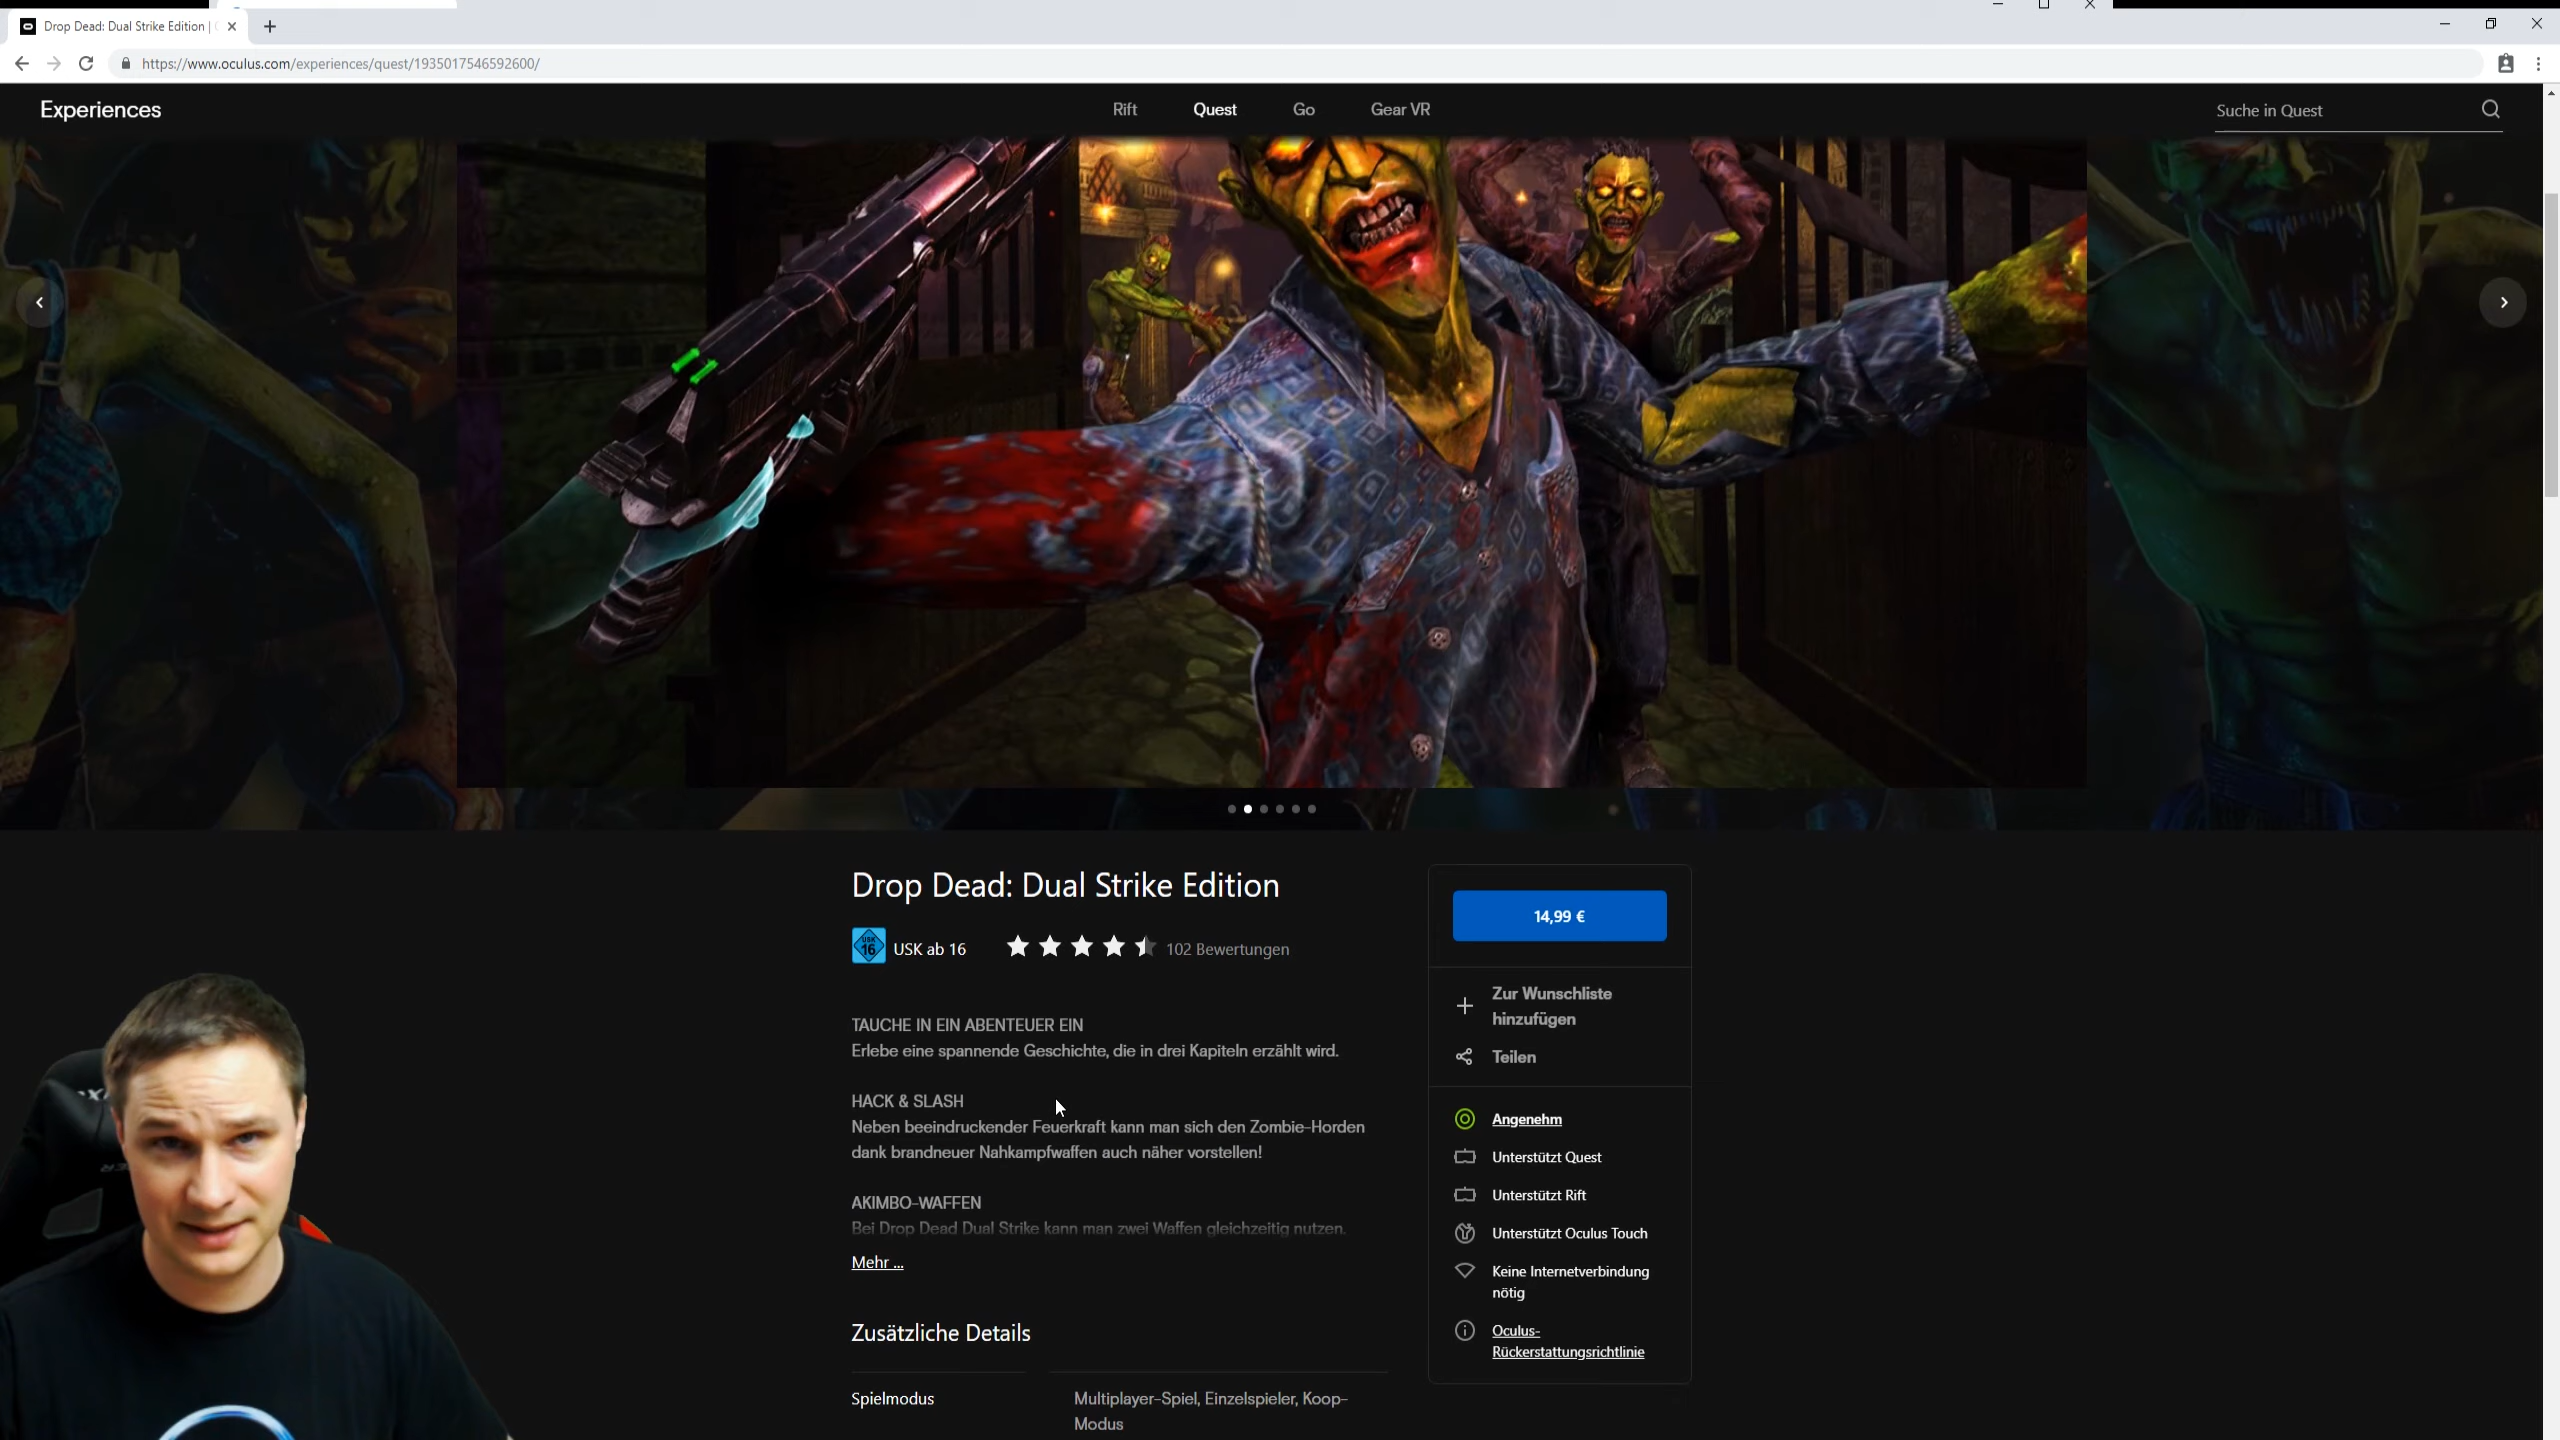 Drop Dead: Dual Strike Edition |
https://www.oculus.com/experiences/quest/1935017546592600/
Experiences
Rift
Quest
Go
Gear VR
Suche in Quest
Drop Dead: Dual Strike Edition
USK
16
USK ab 16
102 Bewertungen
14,99 €
Zur Wunschliste
hinzufügen
Teilen
TAUCHE IN EIN ABENTEUER EIN
Erlebe eine spannende Geschichte, die in drei Kapiteln erzählt wird.
HACK & SLASH
Neben beeindruckender Feuerkraft kann man sich den Zombie-Horden
dank brandneuer Nahkampfwaffen auch näher vorstellen!
AKIMBO-WAFFEN
Bei Drop Dead Dual Strike kann man zwei Waffen gleichzeitig nutzen.
Mehr ...
Angenehm
Unterstützt Quest
Unterstützt Rift
Unterstützt Oculus Touch
Keine Internetverbindung
nötig
Oculus-
Rückerstattungsrichtlinie
Zusätzliche Details
Spielmodus
Multiplayer-Spiel, Einzelspieler, Koop-
Modus